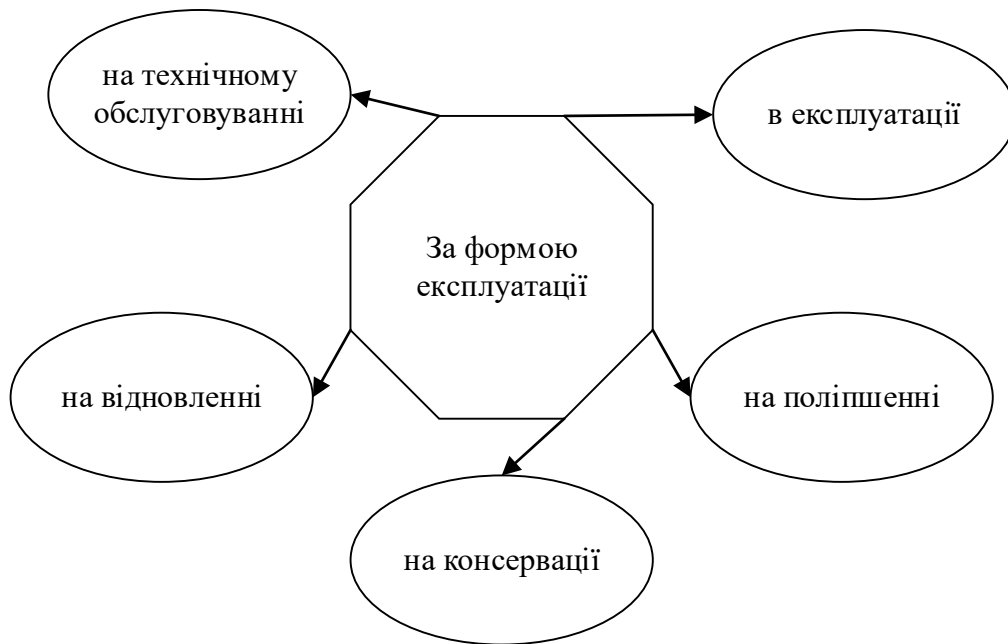 на технічному
обслуговуванні
в експлуатації
За формою
експлуатації
на відновленні
на поліпшенні
на консервації